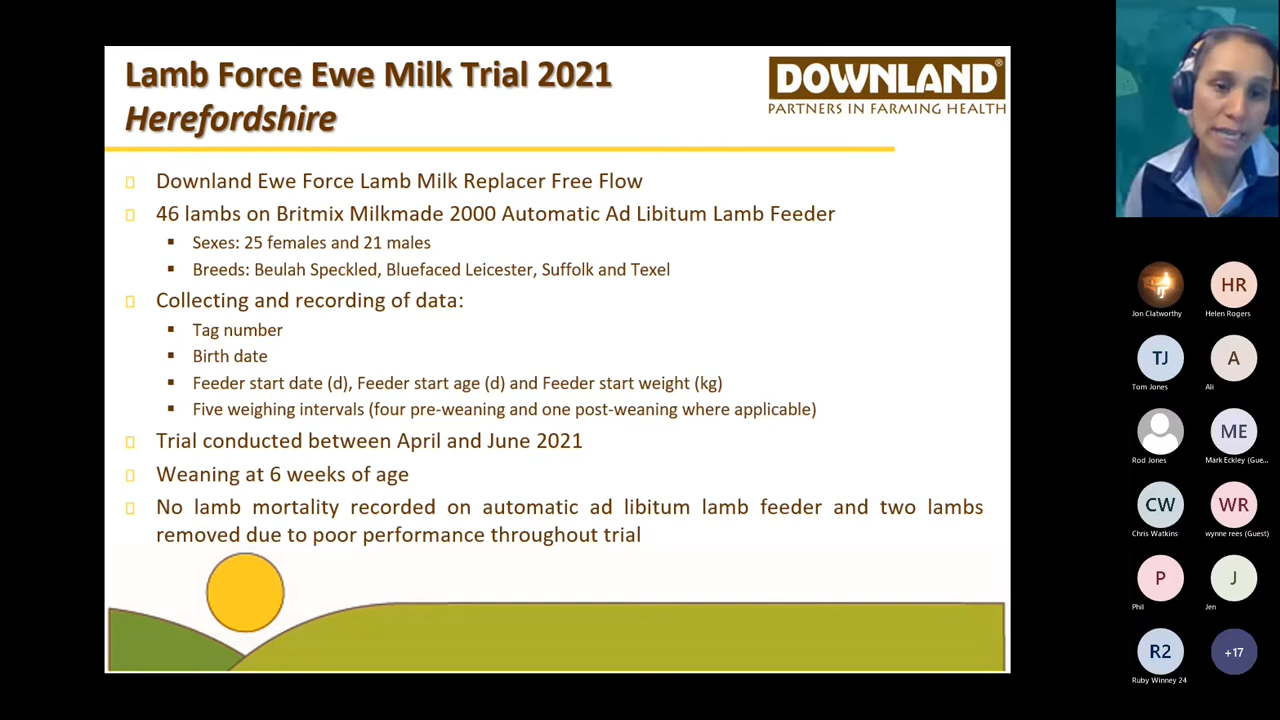 Lamb Force Ewe Milk Trial 2021
Herefordshire
DOWNLAND®
PARTNERS IN FARMING HEALTH
Downland Ewe Force Lamb Milk Replacer Free Flow
46 lambs on Britmix Milkmade 2000 Automatic Ad Libitum Lamb Feeder
Sexes: 25 females and 21 males
Breeds: Beulah Speckled, Bluefaced Leicester, Suffolk and Texel
Collecting and recording of data:
Tag number
Birth date
Feeder start date (d), Feeder start age (d) and Feeder start weight (kg)
Five weighing intervals (four pre-weaning and one post-weaning where applicable)
Trial conducted between April and June 2021
Weaning at 6 weeks of age
No lamb mortality recorded on automatic ad libitum lamb feeder and two lambs
removed due to poor performance throughout trial
Jon Clatworthy
HR
Helen Rogers
TJ
Tom Jones
A
Ali
Rod Jones
ME
Mark Eckley (Gue...
CW
Chris Watkins
WR
wynne rees (Guest)
P
Phil
J
Jen
R2
Ruby Winney 24
+17